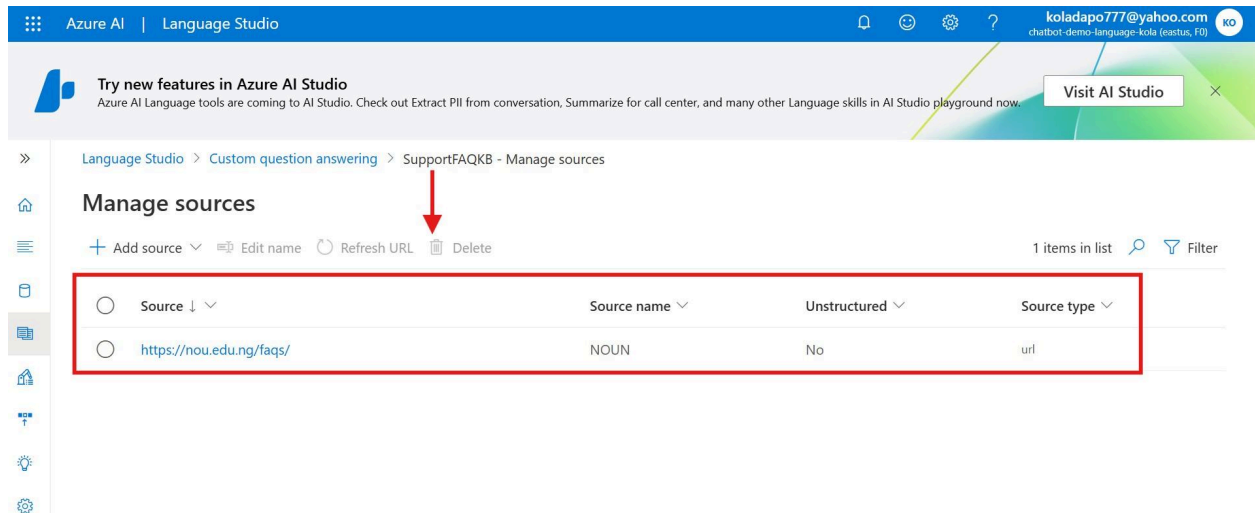 Azure AI | Language Studio
koladapo777@yahoo.com
chatbot-demo-language-kola (eastus, F0)
KO
Try new features in Azure AI Studio
Azure AI Language tools are coming to AI Studio. Check out Extract PII from conversation, Summarize for call center, and many other Language skills in AI Studio playground now.
Visit AI Studio
Language Studio > Custom question answering > SupportFAQKB - Manage sources
Manage sources
Add source Edit name Refresh URL Delete 1 items in list Filter
Source Source name Unstructured Source type
https://nou.edu.ng/faqs/ NOUN No url